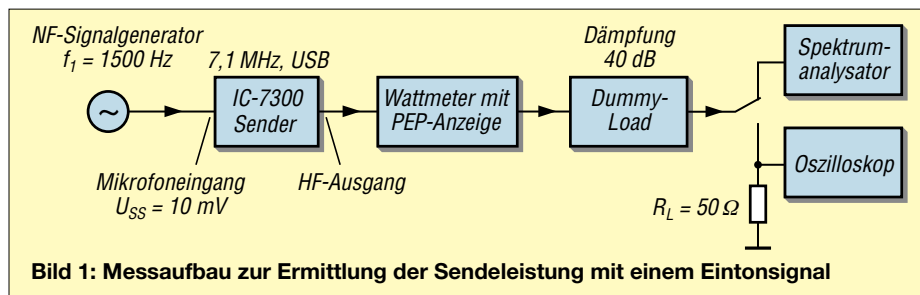 NF-Signalgenerator
f1 = 1500 Hz
7,1 MHz, USB
IC-7300
Sender
Mikrofoneingang
USS = 10 mV
HF-Ausgang
Wattmeter mit
PEP-Anzeige
Dämpfung
40 dB
Dummy-
Load
Spektrum-
analysator
Oszilloskop
RL = 50 Ω
Bild 1: Messaufbau zur Ermittlung der Sendeleistung mit einem Eintonsignal